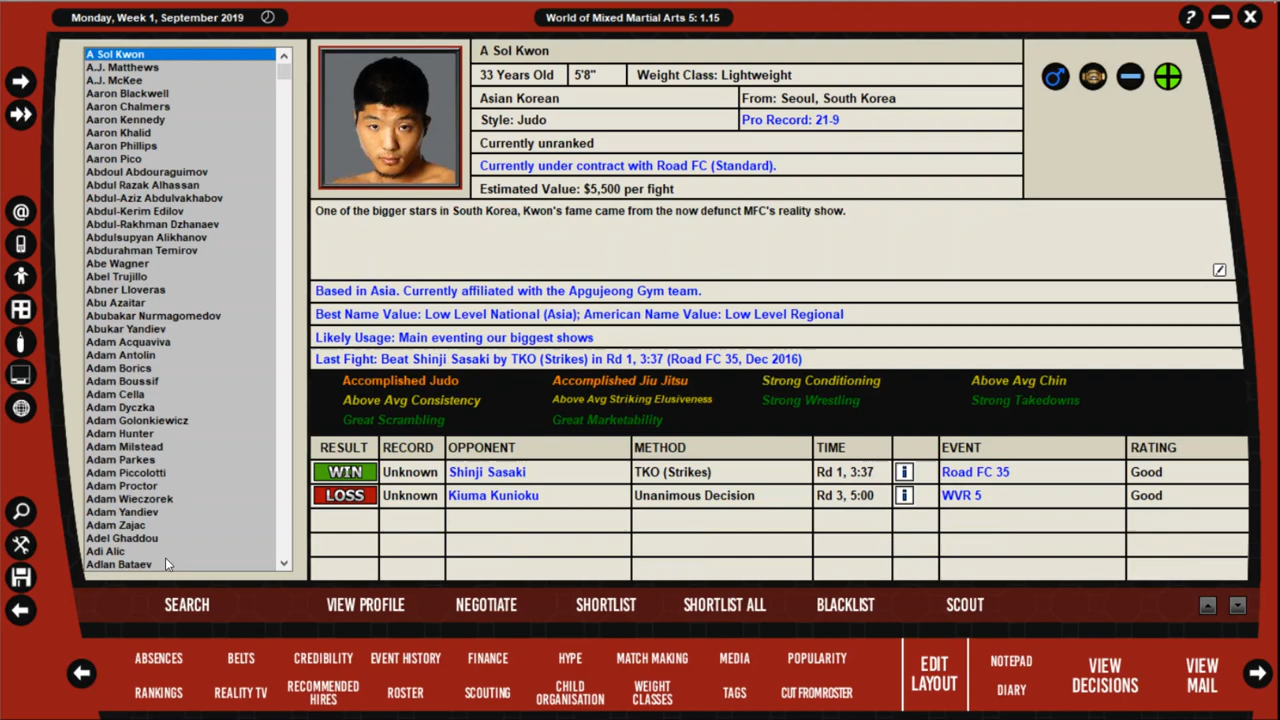 Monday, Week 1, September 2019
World of Mixed Martial Arts 5: 1.15
A Sol Kwon
A.J. Matthews
A.J. McKee
Aaron Blackwell
Aaron Chalmers
Aaron Kennedy
Aaron Khalid
Aaron Phillips
Aaron Pico
Abdoul Abdouraguimov
Abdul Razak Alhassan
Abdul-Aziz Abdulvakhabov
Abdul-Kerim Edilov
Abdul-Rakhman Dzhanaev
Abdulsupyan Alikhanov
Abdurahman Temirov
Abe Wagner
Abel Trujillo
Abner Lloveras
Abu Azaitar
Abubakar Nurmagomedov
Abukar Yandiev
Adam Acquaviva
Adam Antolin
Adam Borics
Adam Boussif
Adam Cella
Adam Dyczka
Adam Golonkiewicz
Adam Hunter
Adam Milstead
Adam Parkes
Adam Piccolotti
Adam Proctor
Adam Wieczorek
Adam Yandiev
Adam Zajac
Adel Ghaddou
Adi Alic
Adlan Bataev
A Sol Kwon
33 Years Old 5'8" Weight Class: Lightweight
Asian Korean From: Seoul, South Korea
Style: Judo Pro Record: 21-9
Currently unranked
Currently under contract with Road FC (Standard).
Estimated Value: $5,500 per fight
One of the bigger stars in South Korea, Kwon's fame came from the now defunct MFC's reality show.
Based in Asia. Currently affiliated with the Apgujeong Gym team.
Best Name Value: Low Level National (Asia); American Name Value: Low Level Regional
Likely Usage: Main eventing our biggest shows
Last Fight: Beat Shinji Sasaki by TKO (Strikes) in Rd 1, 3:37 (Road FC 35, Dec 2016)
Accomplished Judo Accomplished Jiu Jitsu Strong Conditioning Above Avg Chin
Above Avg Consistency Above Avg Striking Elusiveness Strong Wrestling Strong Takedowns
Great Scrambling Great Marketability
RESULT RECORD OPPONENT METHOD TIME EVENT RATING
WIN Unknown Shinji Sasaki TKO (Strikes) Rd 1, 3:37 i Road FC 35 Good
LOSS Unknown Kiuma Kunioku Unanimous Decision Rd 3, 5:00 i WVR 5 Good
SEARCH VIEW PROFILE NEGOTIATE SHORTLIST SHORTLIST ALL BLACKLIST SCOUT
ABSENCES BELTS CREDIBILITY EVENT HISTORY FINANCE HYPE MATCH MAKING MEDIA POPULARITY
RANKINGS REALITY TV RECOMMENDED HIRES ROSTER SCOUTING CHILD ORGANISATION WEIGHT CLASSES TAGS CUT FROM ROSTER
EDIT LAYOUT
NOTEPAD
DIARY
VIEW DECISIONS
VIEW MAIL